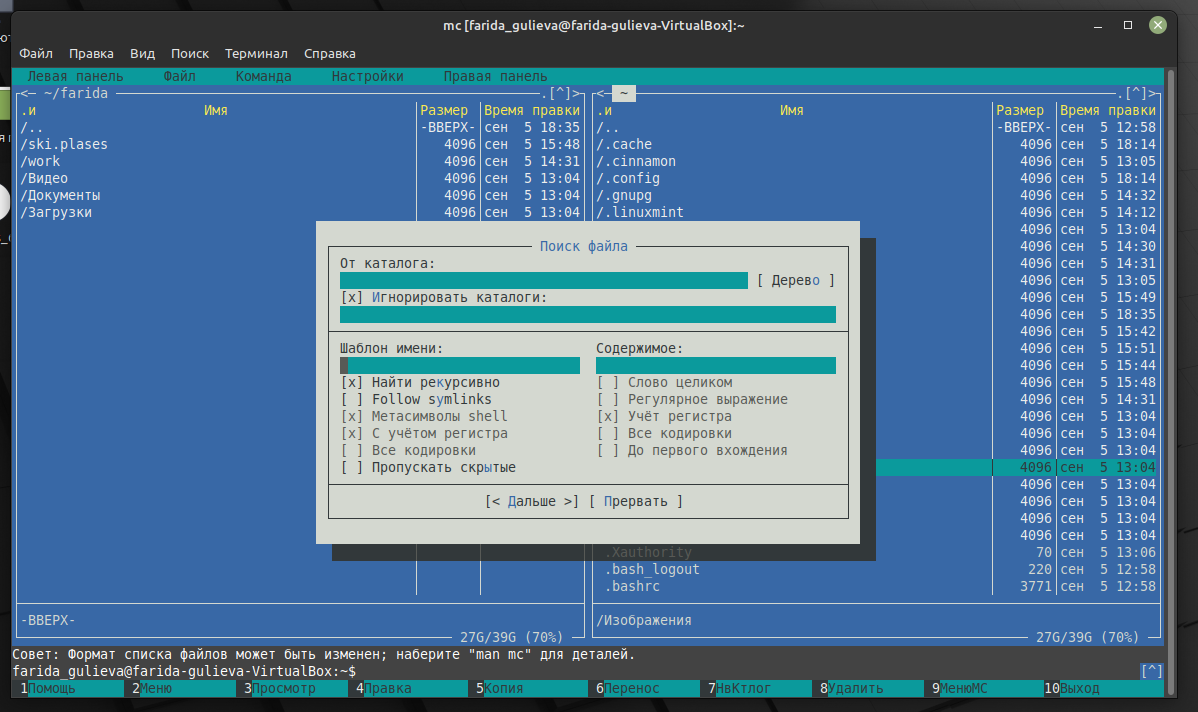 mc [farida_gulieva@farida-gulieva-VirtualBox]:~
Файл Правка Вид Поиск Терминал Справка
Левая панель Файл Команда Настройки Правая панель
<─ ~/farida .[^]> <─ ~ .[^]>
.и Имя Размер Время правки .и Имя Размер Время правки
/.. -ВВЕРХ- сен 5 18:35 /.. -ВВЕРХ- сен 5 12:58
/ski.plases 4096 сен 5 15:48 /.cache 4096 сен 5 18:14
/work 4096 сен 5 14:31 /.cinnamon 4096 сен 5 13:05
/Видео 4096 сен 5 13:04 /.config 4096 сен 5 18:14
/Документы 4096 сен 5 13:04 /.gnupg 4096 сен 5 14:32
/Загрузки 4096 сен 5 13:04 /.linuxmint 4096 сен 5 14:12
4096 сен 5 13:04
Поиск файла 4096 сен 5 14:30
От каталога: 4096 сен 5 14:31
[ Дерево ] 4096 сен 5 13:05
[x] Игнорировать каталоги: 4096 сен 5 15:49
4096 сен 5 18:35
4096 сен 5 15:42
Шаблон имени: Содержимое: 4096 сен 5 15:51
4096 сен 5 15:44
[x] Найти рекурсивно [ ] Слово целиком 4096 сен 5 15:48
[ ] Follow symlinks [ ] Регулярное выражение 4096 сен 5 14:31
[x] Метасимволы shell [x] Учёт регистра 4096 сен 5 13:04
[x] С учётом регистра [ ] Все кодировки 4096 сен 5 13:04
[ ] Все кодировки [ ] До первого вхождения 4096 сен 5 13:04
[ ] Пропускать скрытые 4096 сен 5 13:04
4096 сен 5 13:04
[< Дальше >] [ Прервать ] 4096 сен 5 13:04
4096 сен 5 13:04
4096 сен 5 13:04
.Xauthority 70 сен 5 13:06
.bash_logout 220 сен 5 12:58
.bashrc 3771 сен 5 12:58
-ВВЕРХ- /Изображения
27G/39G (70%) 27G/39G (70%)
Совет: Формат списка файлов может быть изменен; наберите "man mc" для деталей.
farida_gulieva@farida-gulieva-VirtualBox:~$ [^]
1Помощь 2Меню 3Просмотр 4Правка 5Копия 6Перенос 7НвКтлог 8Удалить 9МенюМС 10Выход